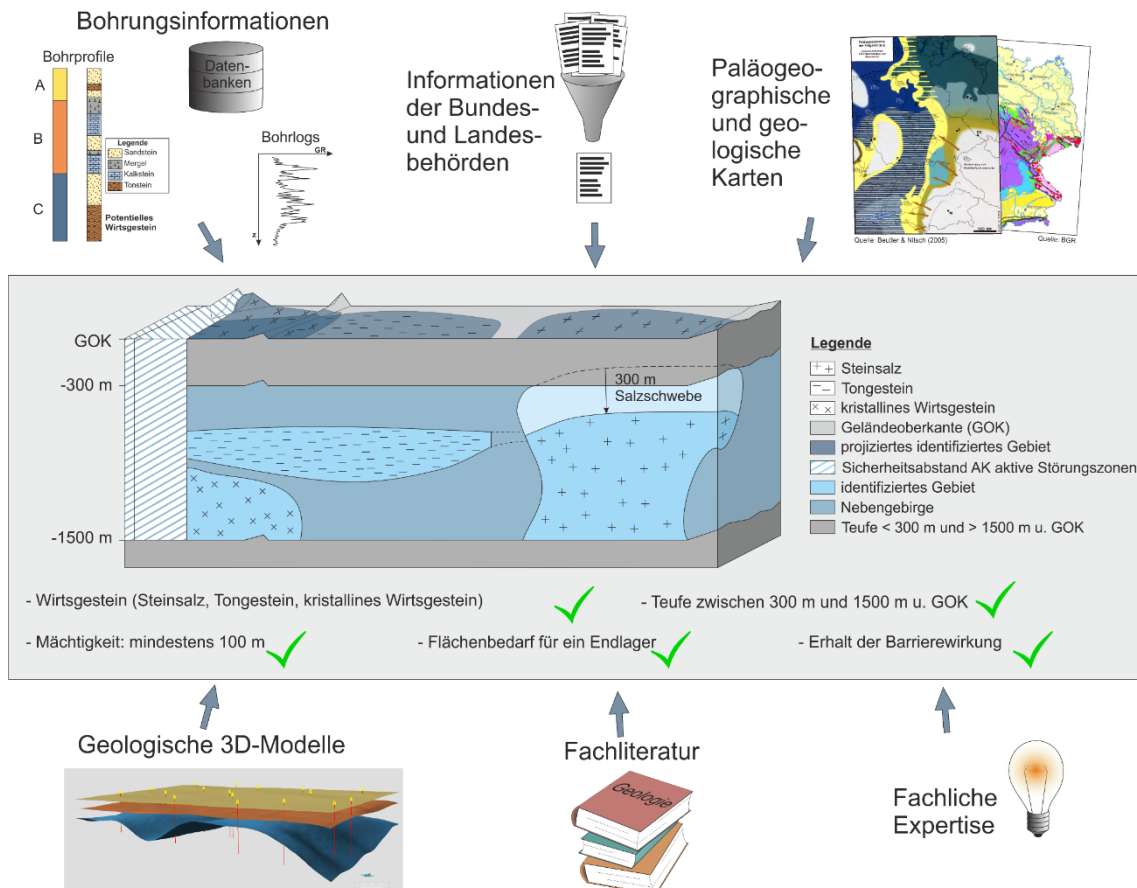 Bohrungsinformationen
Bohrprofile
A
B
C
Legende
Sandstein
Mergel
Kalkstein
Tonstein
Potentielles
Wirtsgestein
Daten-
banken
Bohrlogs
GR
z
Informationen
der Bundes-
und Landes-
behörden
Paläogeo-
graphische
und geo-
logische
Karten
Quelle: Beutler & Nitsch (2005)
Quelle: BGR
GOK
-300 m
-1500 m
300 m
Salzschwebe
Legende
Steinsalz
Tongestein
kristallines Wirtsgestein
Geländeoberkante (GOK)
projiziertes identifiziertes Gebiet
Sicherheitsabstand AK aktive Störungszonen
identifiziertes Gebiet
Nebengebirge
Teufe < 300 m und > 1500 m u. GOK
- Wirtsgestein (Steinsalz, Tongestein, kristallines Wirtsgestein)
- Teufe zwischen 300 m und 1500 m u. GOK
- Mächtigkeit: mindestens 100 m
- Flächenbedarf für ein Endlager
- Erhalt der Barrierewirkung
Geologische 3D-Modelle
Fachliteratur
Geologie
Fachliche
Expertise